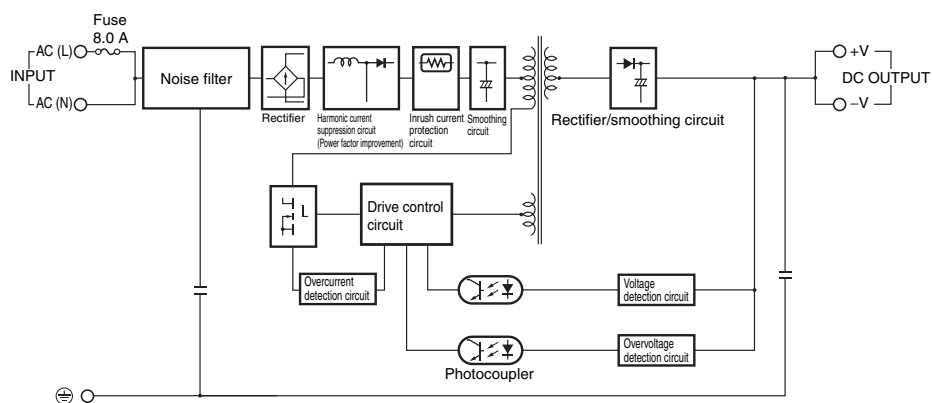 Fuse
8.0 A
AC (L)
INPUT
AC (N)
Noise filter
Rectifier
Harmonic current
suppression circuit
(Power factor improvement)
Inrush current
protection
circuit
Smoothing
circuit
Rectifier/smoothing circuit
+V
DC OUTPUT
−V
Drive control
circuit
Overcurrent
detection circuit
Voltage
detection circuit
Overvoltage
detection circuit
Photocoupler